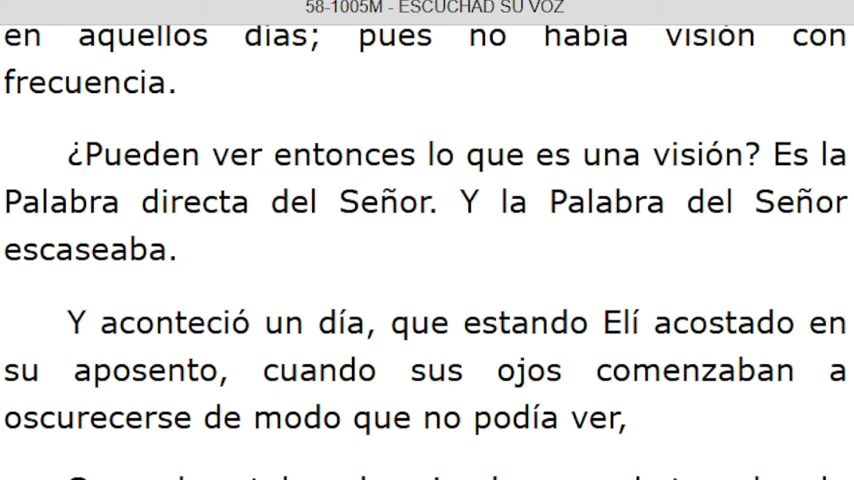 58-1005M - ESCUCHAD SU VOZ
en aquellos días; pues no había visión con
frecuencia.
¿Pueden ver entonces lo que es una visión? Es la
Palabra directa del Señor. Y la Palabra del Señor
escaseaba.
Y aconteció un día, que estando Elí acostado en
su aposento, cuando sus ojos comenzaban a
oscurecerse de modo que no podía ver,